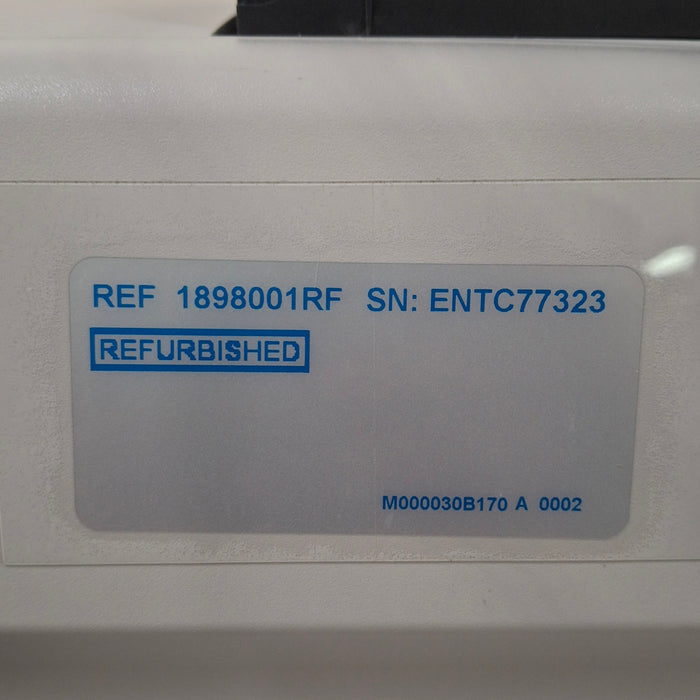 REF 1898001RF SN: ENTC77323
REFURBISHED
M000030B170 A 0002